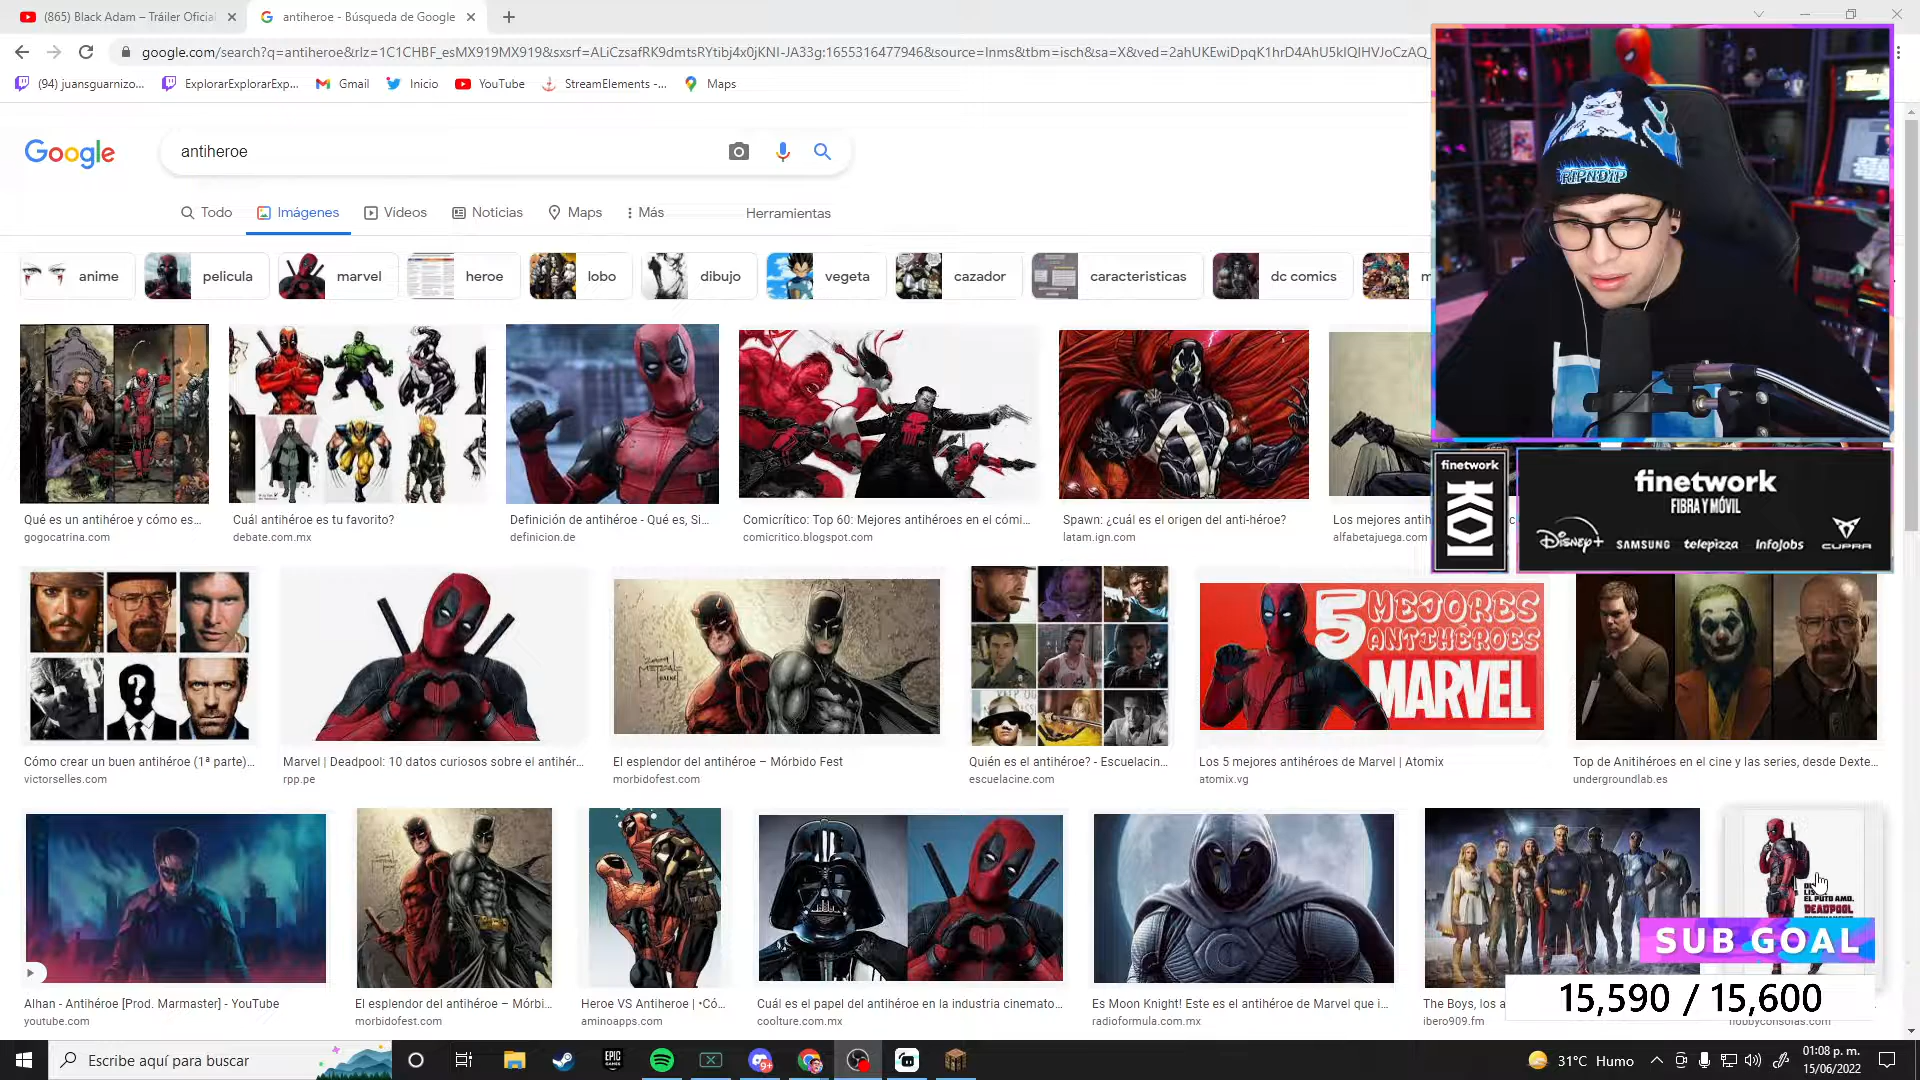 (865) Black Adam – Tráiler Oficial
antiheroe - Búsqueda de Google
google.com/search?q=antiheroe&rlz=1C1CHBF_esMX919MX919&sxsrf=ALiCzsafRK9dmtsRYtibj4x0jKNI-JA33g:1655316477946&source=lnms&tbm=isch&sa=X&ved=2ahUKEwiDpqK1hrD4AhU5kIQIHVJoCzAQ_
(94) juansguarnizo...
ExplorarExplorarExp...
Gmail
Inicio
YouTube
StreamElements -...
Maps
Google
antiheroe
Todo
Imágenes
Videos
Noticias
Maps
Más
Herramientas
anime
pelicula
marvel
heroe
lobo
dibujo
vegeta
cazador
caracteristicas
dc comics
m
RIPNDIP
Qué es un antihéroe y cómo es...
gogocatrina.com
Cuál antihéroe es tu favorito?
debate.com.mx
Definición de antihéroe - Qué es, Si...
definicion.de
Comicrítico: Top 60: Mejores antihéroes en el cómi...
comicritico.blogspot.com
Spawn: ¿cuál es el origen del anti-héroe?
latam.ign.com
Los mejores antih
alfabetajuega.com
finetwork
KOI
finetwork
FIBRA Y MÓVIL
Disney+
SAMSUNG
telepizza
InfoJobs
CUPRA
?
5 MEJORES
ANTIHÉROES
MARVEL
Cómo crear un buen antihéroe (1ª parte)...
victorselles.com
Marvel | Deadpool: 10 datos curiosos sobre el antihér...
rpp.pe
El esplendor del antihéroe – Mórbido Fest
morbidofest.com
Quién es el antihéroe? - Escuelacin...
escuelacine.com
Los 5 mejores antihéroes de Marvel | Atomix
atomix.vg
Top de Anitihéroes en el cine y las series, desde Dexte...
undergroundlab.es
EL PUTO AMO.
DEADPOOL
Alhan - Antihéroe [Prod. Marmaster] - YouTube
youtube.com
El esplendor del antihéroe – Mórbi...
morbidofest.com
Heroe VS Antiheroe | •Có...
aminoapps.com
Cuál es el papel del antihéroe en la industria cinemato...
coolture.com.mx
Es Moon Knight! Este es el antihéroe de Marvel que i...
radioformula.com.mx
The Boys, los a
ibero909.fm
hobbyconsolas.com
SUB GOAL
15,590 / 15,600
Escribe aquí para buscar
EPIC
GAMES
9+
31°C Humo
01:08 p. m.
15/06/2022